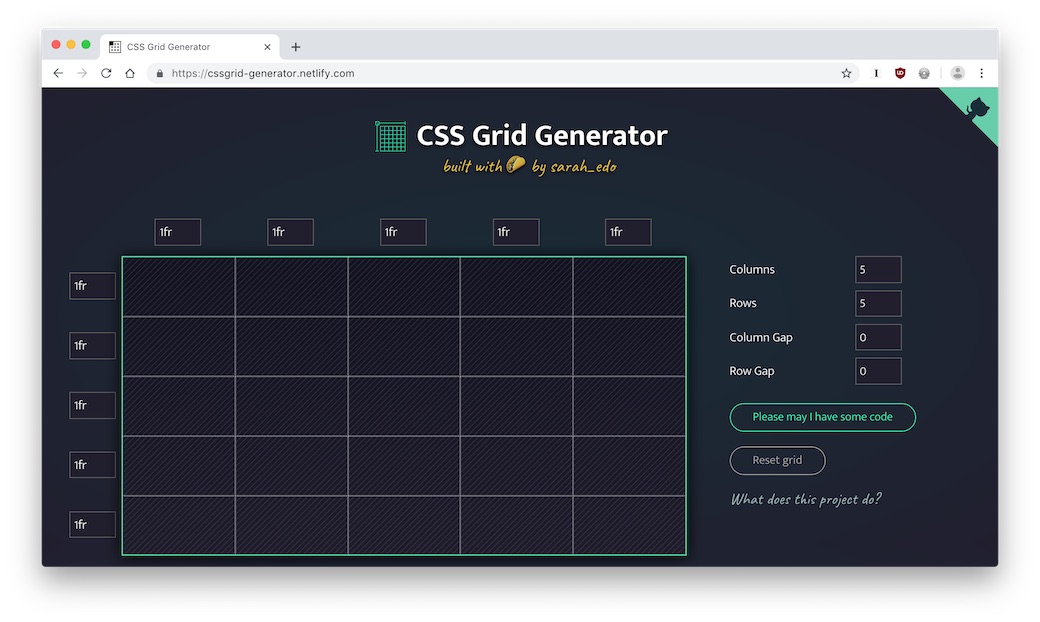 CSS Grid Generator
https://cssgrid-generator.netlify.com
CSS Grid Generator
built with by sarah_edo
1fr 1fr 1fr 1fr 1fr
1fr
1fr
1fr
1fr
1fr
Columns 5
Rows 5
Column Gap 0
Row Gap 0
Please may I have some code
Reset grid
What does this project do?